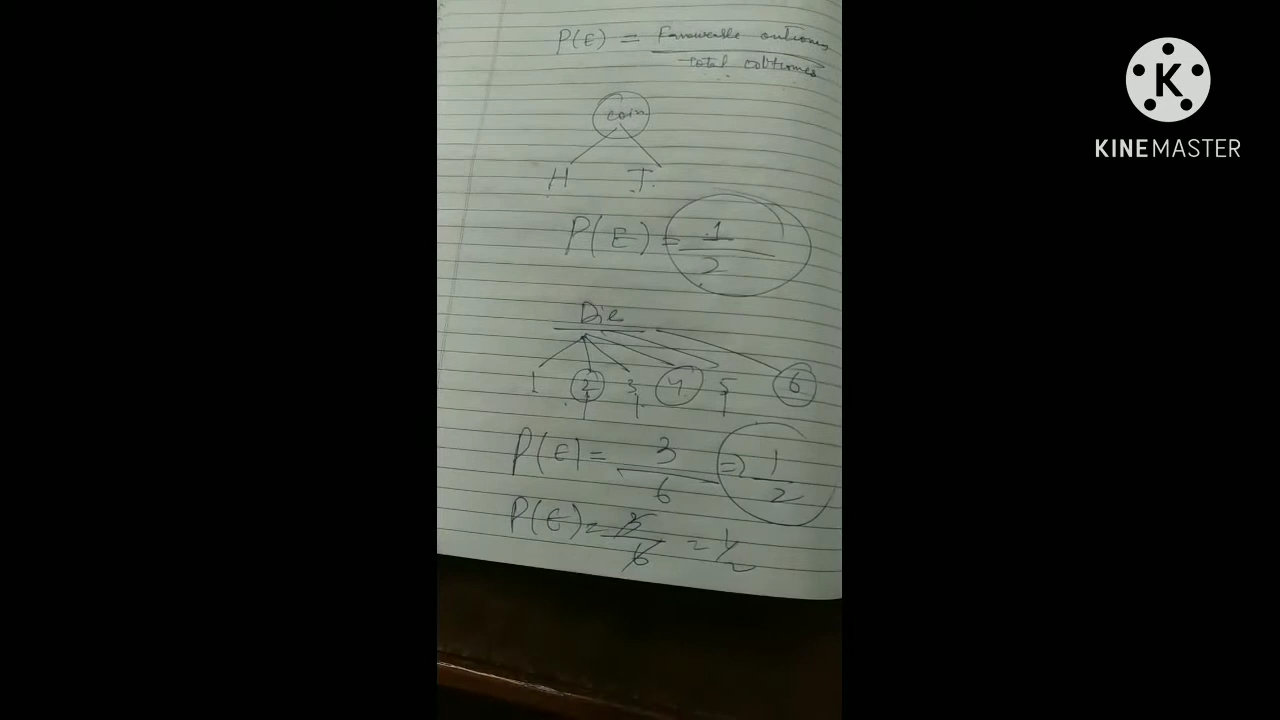 P(E) = Favourable outcomes
total outcomes
coin
H T
P(E) = 1
2
Die
1 2 3 4 5 6
P(E) = 3 => 1
6 2
P(E) = 3/6 = 1/2
K
KINEMASTER